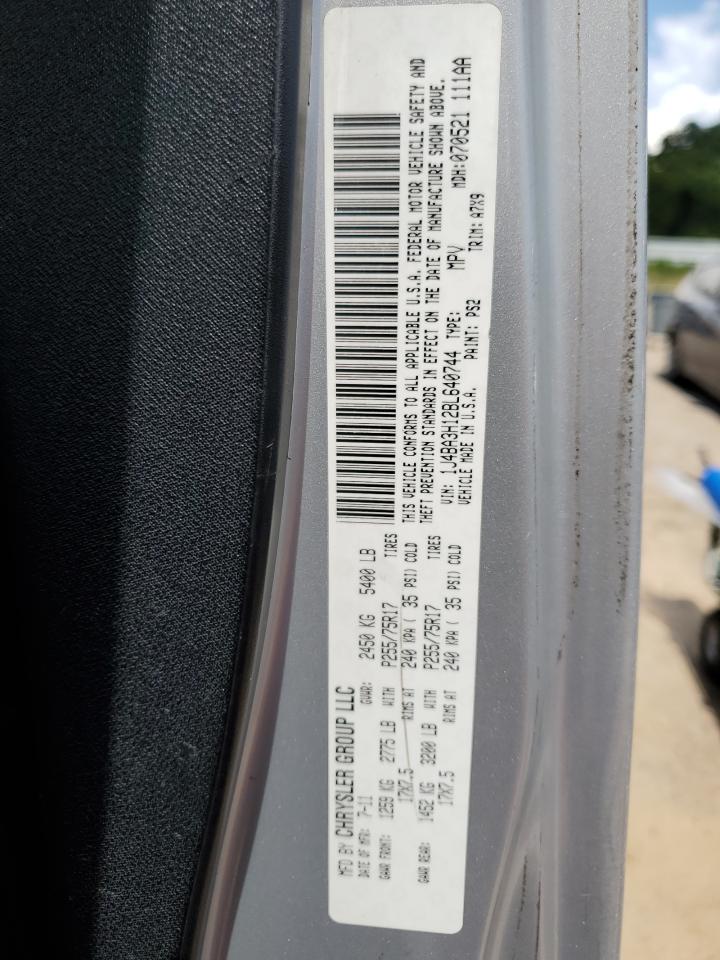 MFD BY CHRYSLER GROUP LLC
DATE OF MFR: 7-11 GVWR: 2450 KG 5400 LB
GAWR FRONT: 1259 KG 2775 LB WITH P255/75R17 TIRES
17X7.5 RIMS AT 240 KPA ( 35 PSI) COLD
GAWR REAR: 1452 KG 3200 LB WITH P255/75R17 TIRES
17X7.5 RIMS AT 240 KPA ( 35 PSI) COLD
THIS VEHICLE CONFORMS TO ALL APPLICABLE U.S.A. FEDERAL MOTOR VEHICLE SAFETY AND
THEFT PREVENTION STANDARDS IN EFFECT ON THE DATE OF MANUFACTURE SHOWN ABOVE.
VIN: 1J4BA3H12BL640744 TYPE: MPV MDH:070521 111AA
VEHICLE MADE IN U.S.A. PAINT: PS2 TRIM: A7X9